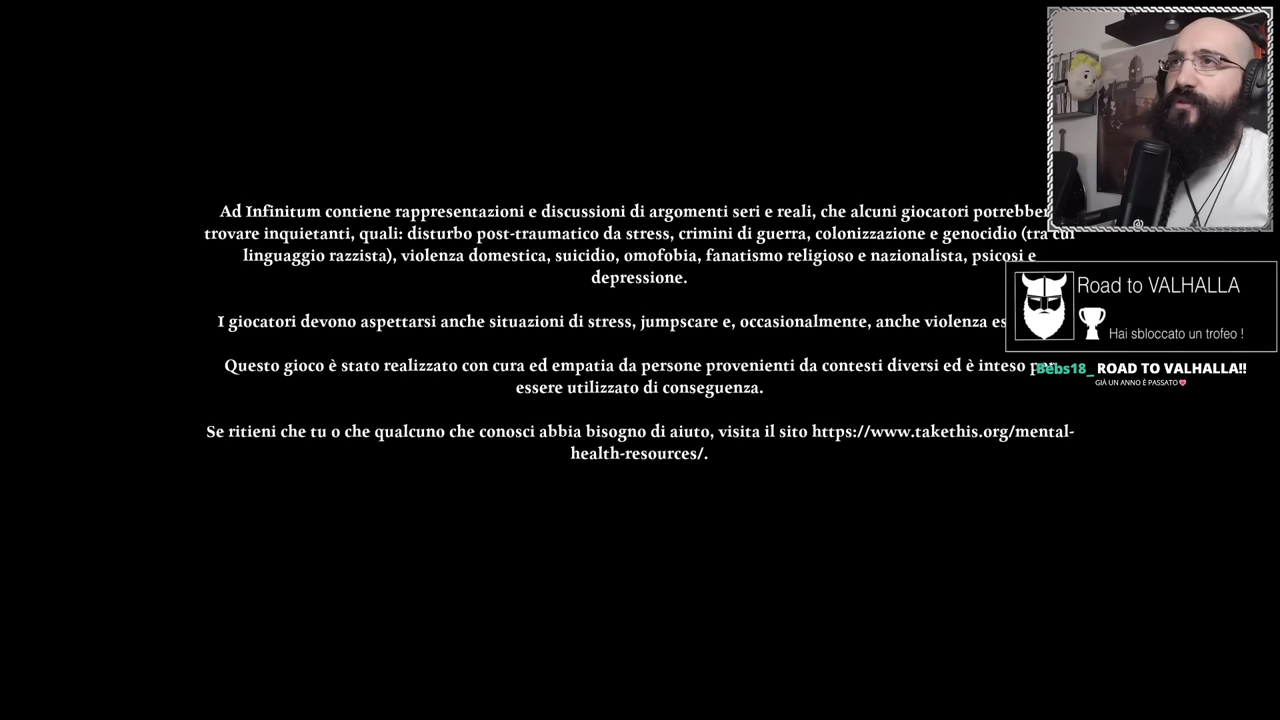 Ad Infinitum contiene rappresentazioni e discussioni di argomenti seri e reali, che alcuni giocatori
trovare inquietanti, quali: disturbo post-traumatico da stress, crimini di guerra, colonizzazione e genocidio (tra cui
linguaggio razzista), violenza domestica, suicidio, omofobia, fanatismo religioso e nazionalista, psicosi e
depressione.
I giocatori devono aspettarsi anche situazioni di stress, jumpscare e, occasionalmente, anche violenza
Questo gioco è stato realizzato con cura ed empatia da persone provenienti da contesti diversi ed è inteso
essere utilizzato di conseguenza.
Se ritieni che tu o che qualcuno che conosci abbia bisogno di aiuto, visita il sito https://www.takethis.org/mental-
health-resources/.
Road to VALHALLA
Hai sbloccato un trofeo !
Bebs18_ ROAD TO VALHALLA!!
GIÀ UN ANNO È PASSATO